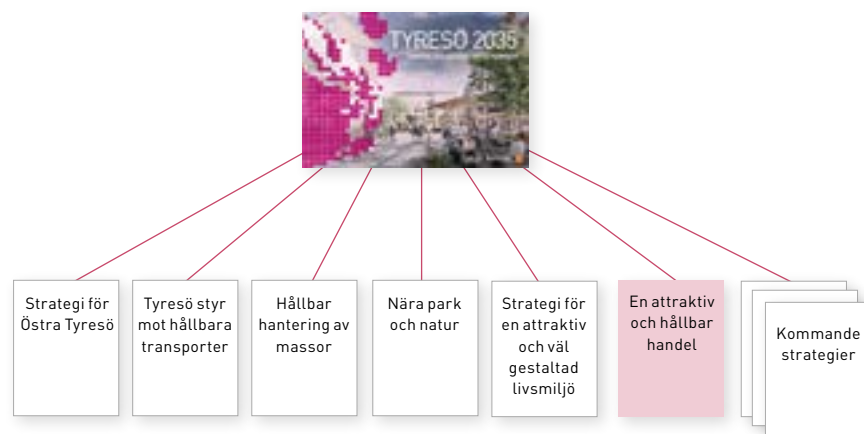 TYRESÖ 2035
Strategi för
Östra Tyresö
Tyresö styr
mot hållbara
transporter
Hållbar
hantering av
massor
Nära park
och natur
Strategi för
en attraktiv
och väl
gestaltad
livsmiljö
En attraktiv
och hållbar
handel
Kommande
strategier